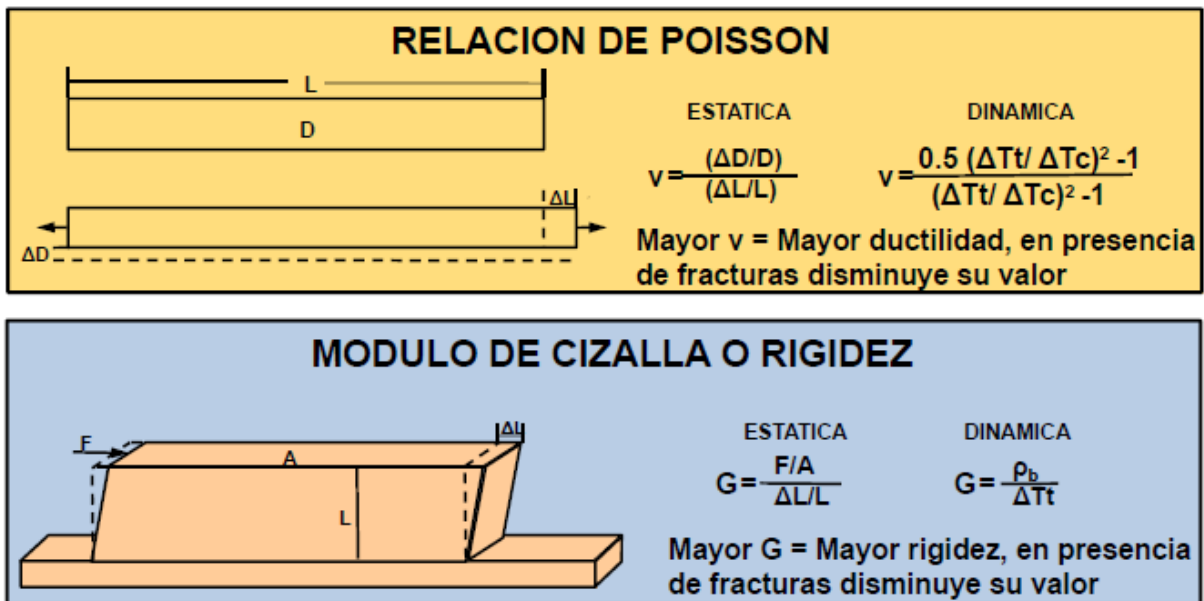 RELACION DE POISSON
L
D
ΔL
ΔD
ESTATICA
DINAMICA
v= (ΔD/D) / (ΔL/L)
v= 0.5 (ΔTt/ ΔTc)² -1 / (ΔTt/ ΔTc)² -1
Mayor v = Mayor ductilidad, en presencia
de fracturas disminuye su valor
MODULO DE CIZALLA O RIGIDEZ
F
A
ΔL
L
ESTATICA
DINAMICA
G= F/A / ΔL/L
G= ρb / ΔTt
Mayor G = Mayor rigidez, en presencia
de fracturas disminuye su valor